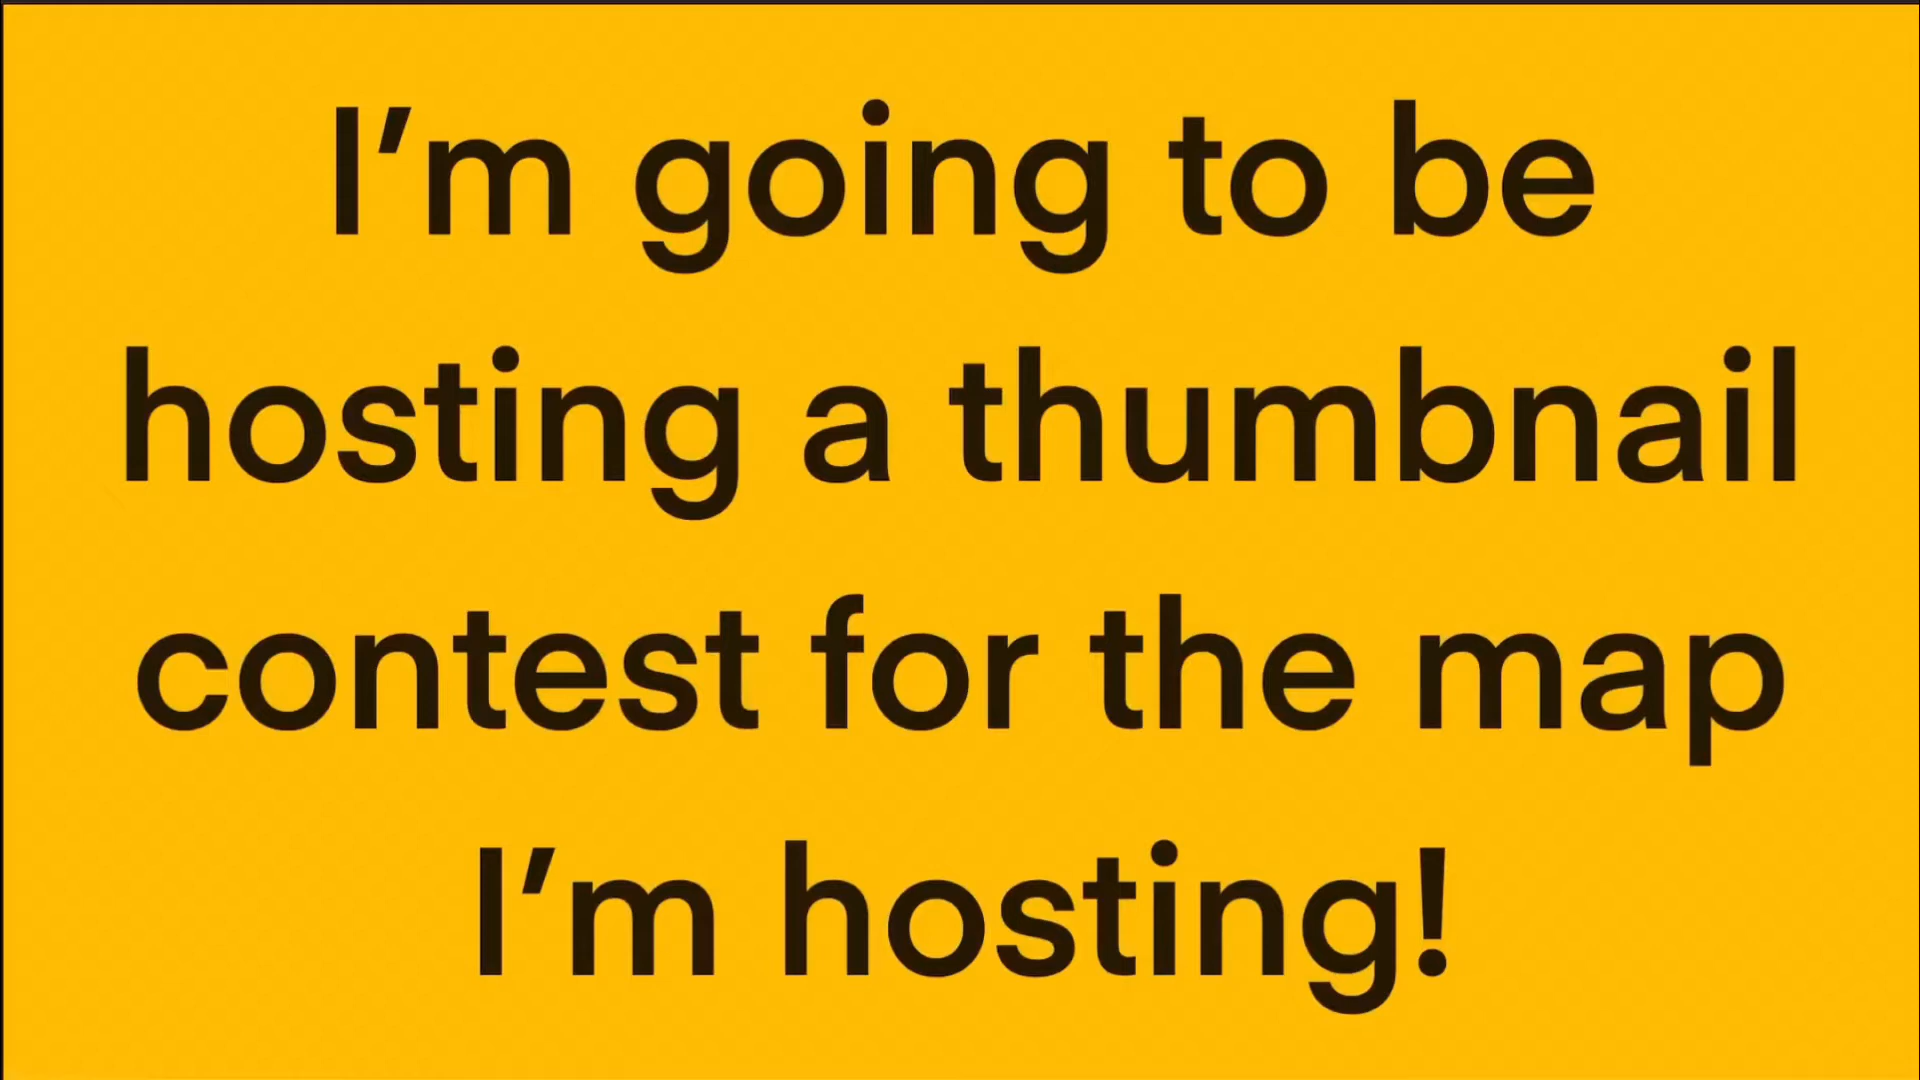 I’m going to be
hosting a thumbnail
contest for the map
I’m hosting!